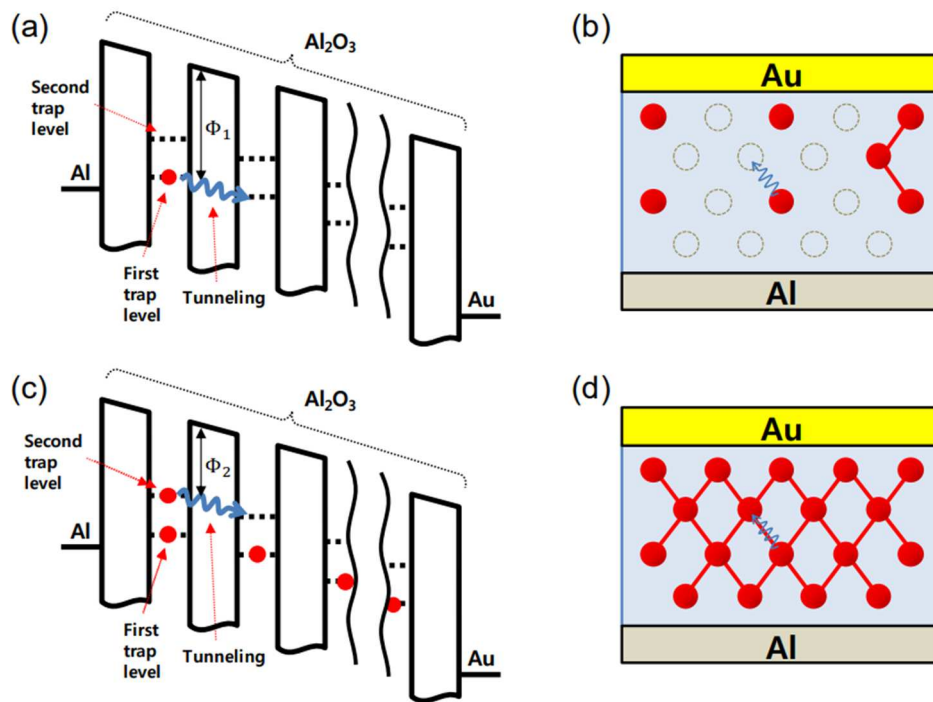 (a)
Al₂O₃
Second
trap
level
Φ₁
Al
First
trap
level
Tunneling
Au
(b)
Au
Al
(c)
Al₂O₃
Second
trap
level
Φ₂
Al
First
trap
level
Tunneling
Au
(d)
Au
Al